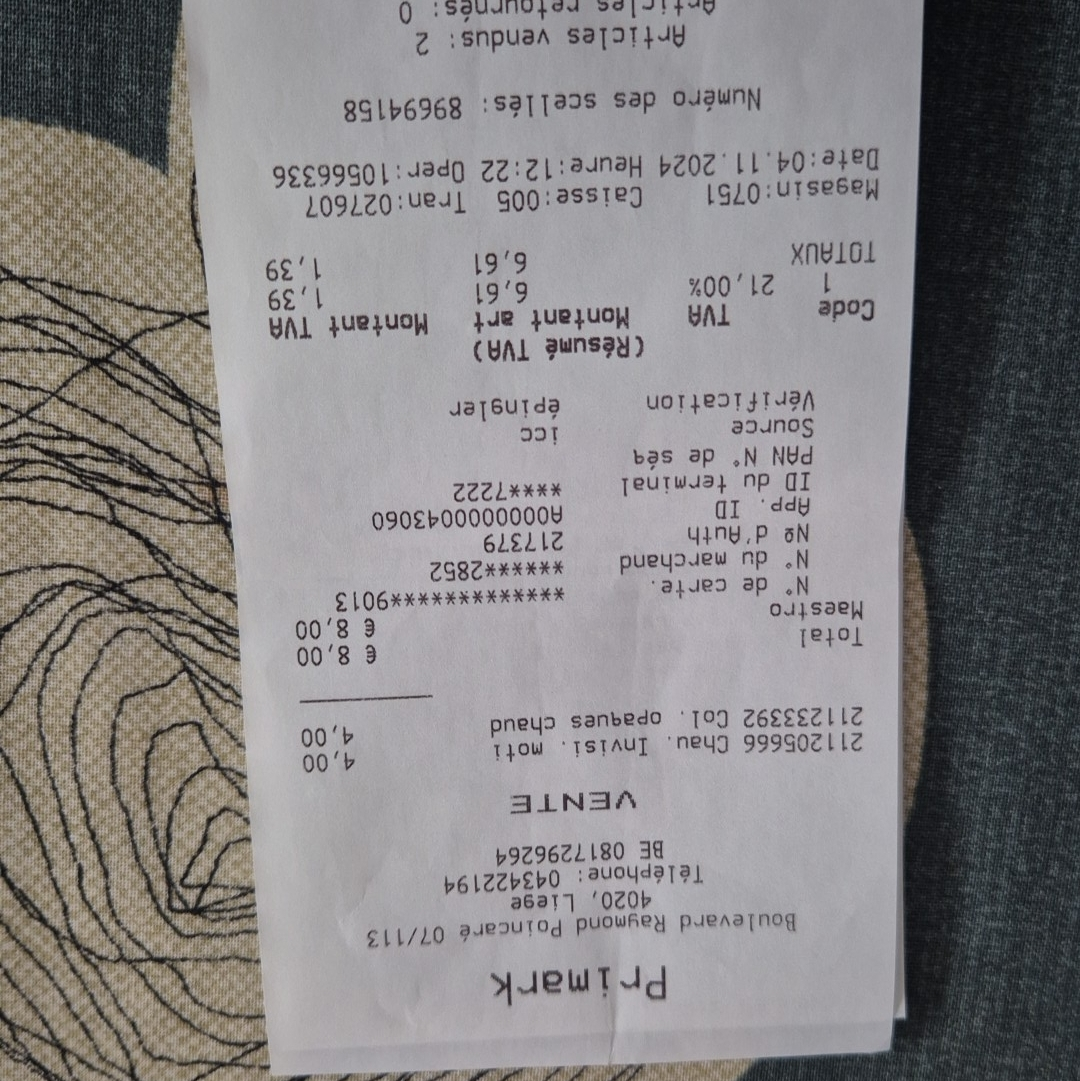 Primark
Boulevard Raymond Poincaré 07/113
4020, Liege
Téléphone: 043422194
BE 0817296264
VENTE
211205666 Chau. Invisi. moti 4,00
211233392 Col. opaques chaud 4,00
Total € 8,00
Maestro € 8,00
N° de carte. ***************9013
N° du marchand ******2852
Nº d'Auth 217379
App. ID A0000000043060
ID du terminal ****7222
PAN N° de séq
Source icc
Vérification épingler
(Résumé TVA)
Code TVA Montant art Montant TVA
1 21,00% 6,61 1,39
TOTAUX 6,61 1,39
Magasin:0751 Caisse:005 Tran:027607
Date:04.11.2024 Heure:12:22 Oper:10566336
Numéro des scellés: 89694158
Articles vendus: 2
Articles retournés: 0